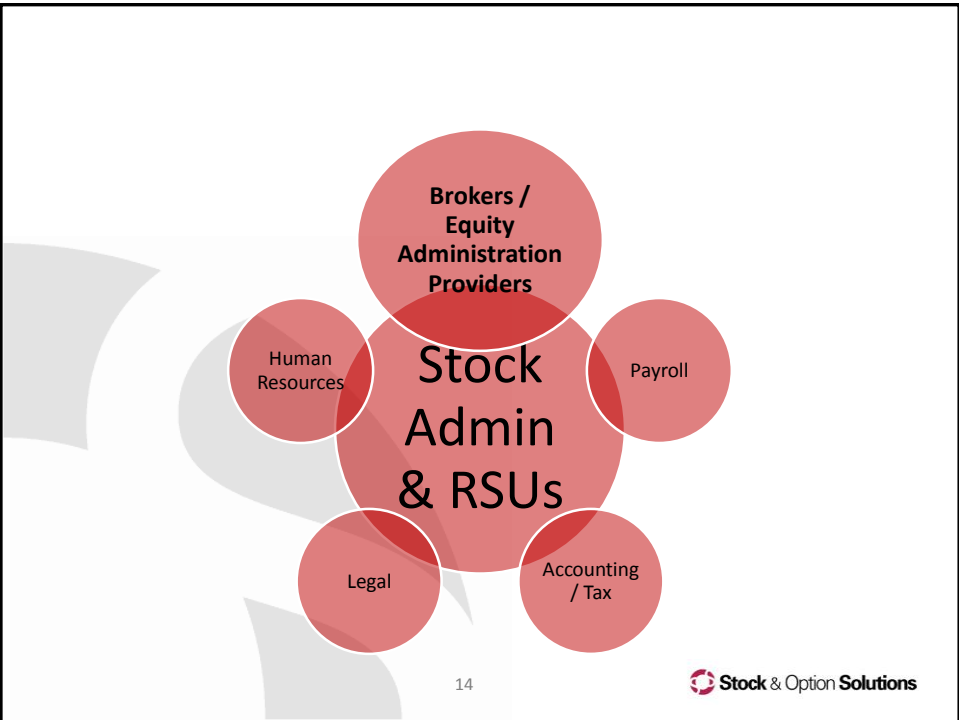 Brokers /
Equity
Administration
Providers
Human
Resources
Stock
Admin
& RSUs
Payroll
Legal
Accounting
/ Tax
14
Stock & Option Solutions